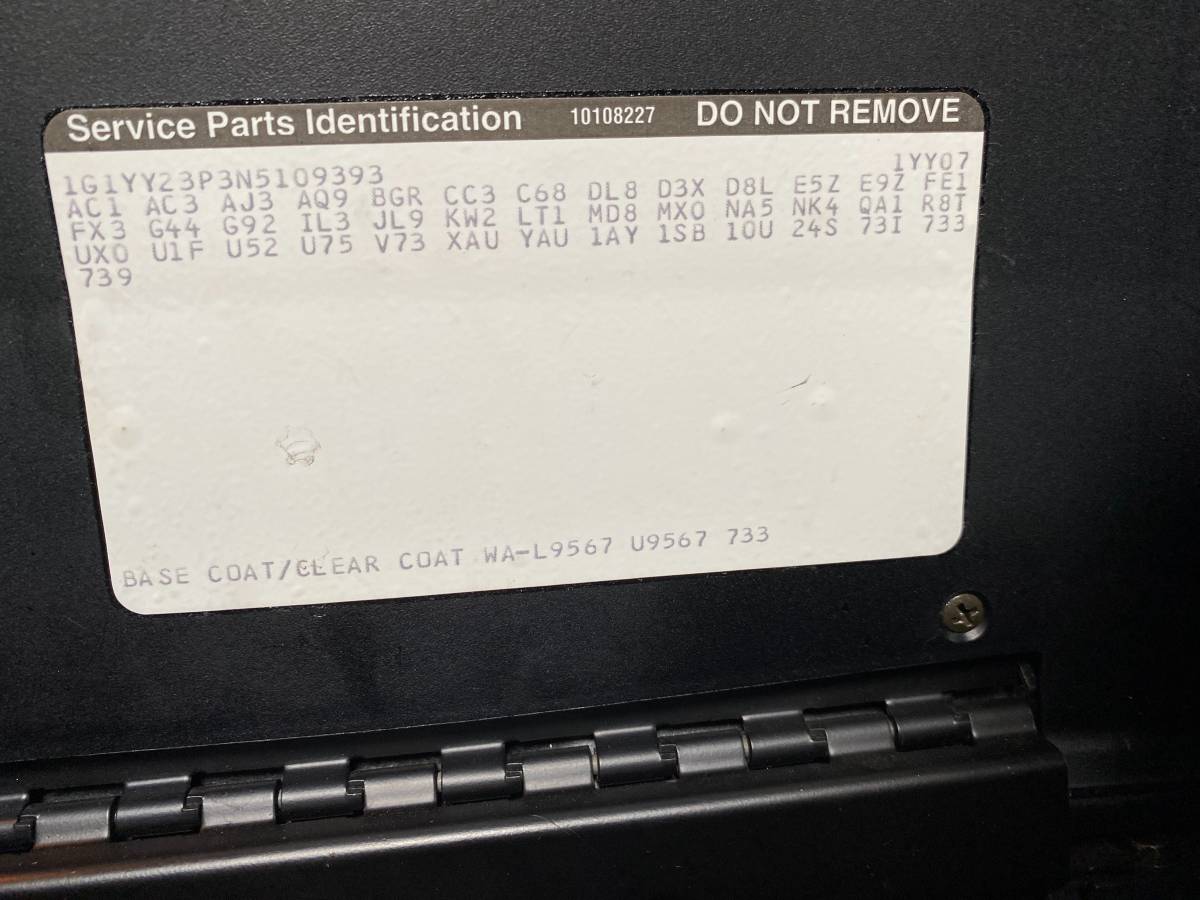 Service Parts Identification 10108227 DO NOT REMOVE
1G1YY23P3N5109393 1YY07
AC1 AC3 AJ3 AQ9 BGR CC3 C68 DL8 D3X D8L E5Z E9Z FE1
FX3 G44 G92 IL3 JL9 KW2 LT1 MD8 MX0 NA5 NK4 QA1 R8T
UX0 U1F U52 U75 V73 XAU YAU 1AY 1SB 10U 24S 73I 733
739
BASE COAT/CLEAR COAT WA-L9567 U9567 733